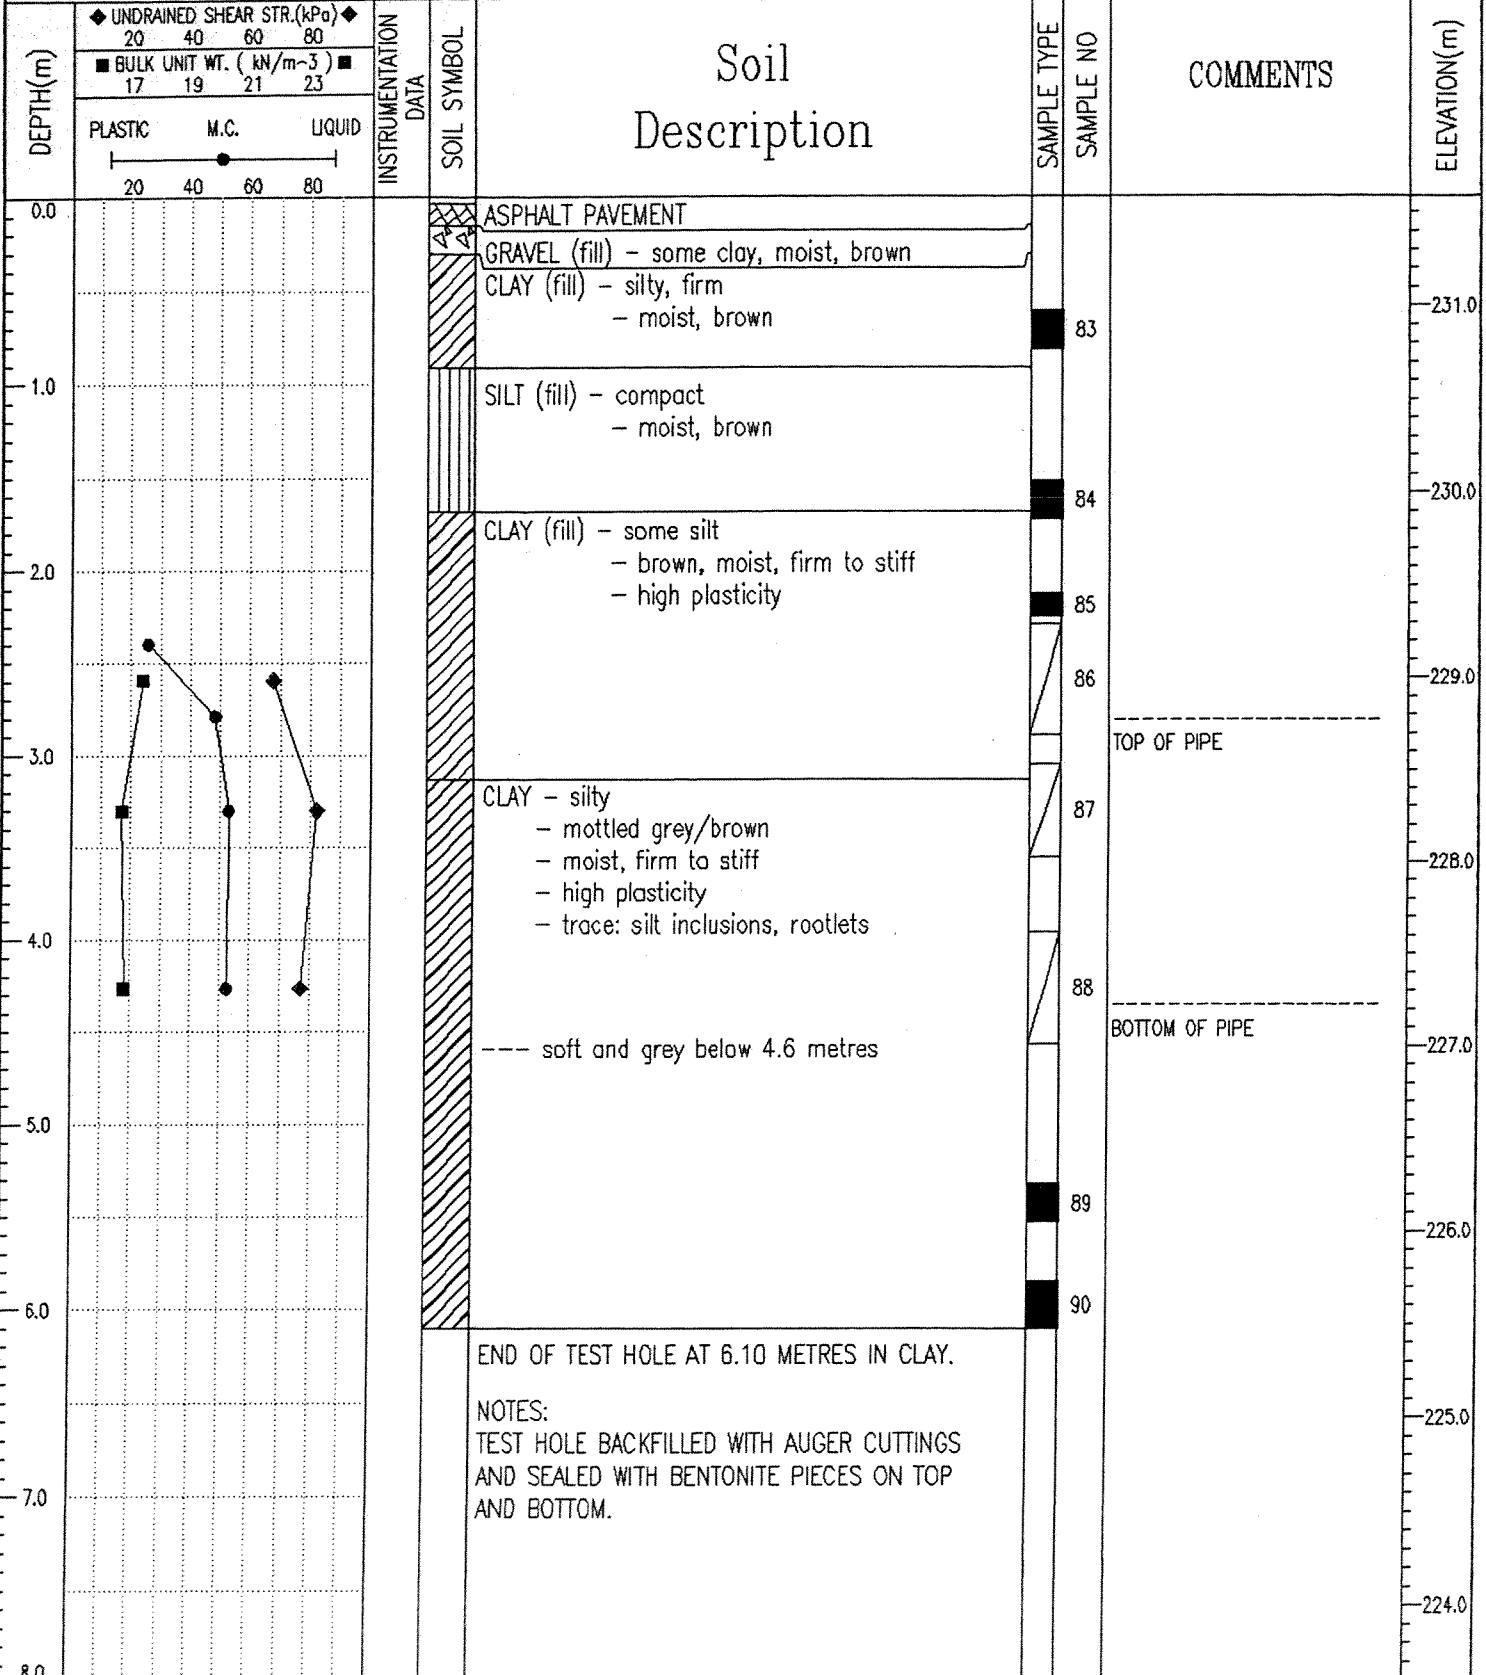 ◆ UNDRAINED SHEAR STR.(kPa) ◆
20 40 60 80
■ BULK UNIT WT. ( kN/m~3 ) ■
17 19 21 23
PLASTIC M.C. LIQUID
20 40 60 80
DEPTH(m)
INSTRUMENTATION
DATA
SOIL SYMBOL
Soil
Description
SAMPLE TYPE
SAMPLE NO
COMMENTS
ELEVATION(m)
0.0
ASPHALT PAVEMENT
GRAVEL (fill) – some clay, moist, brown
CLAY (fill) – silty, firm
– moist, brown
231.0
83
1.0
SILT (fill) – compact
– moist, brown
230.0
84
CLAY (fill) – some silt
– brown, moist, firm to stiff
2.0
– high plasticity
85
86
229.0
TOP OF PIPE
3.0
CLAY – silty
87
– mottled grey/brown
– moist, firm to stiff
228.0
– high plasticity
– trace: silt inclusions, rootlets
4.0
88
BOTTOM OF PIPE
--- soft and grey below 4.6 metres
227.0
5.0
89
226.0
6.0
90
END OF TEST HOLE AT 6.10 METRES IN CLAY.
NOTES:
225.0
TEST HOLE BACKFILLED WITH AUGER CUTTINGS
AND SEALED WITH BENTONITE PIECES ON TOP
7.0
AND BOTTOM.
224.0
8.0